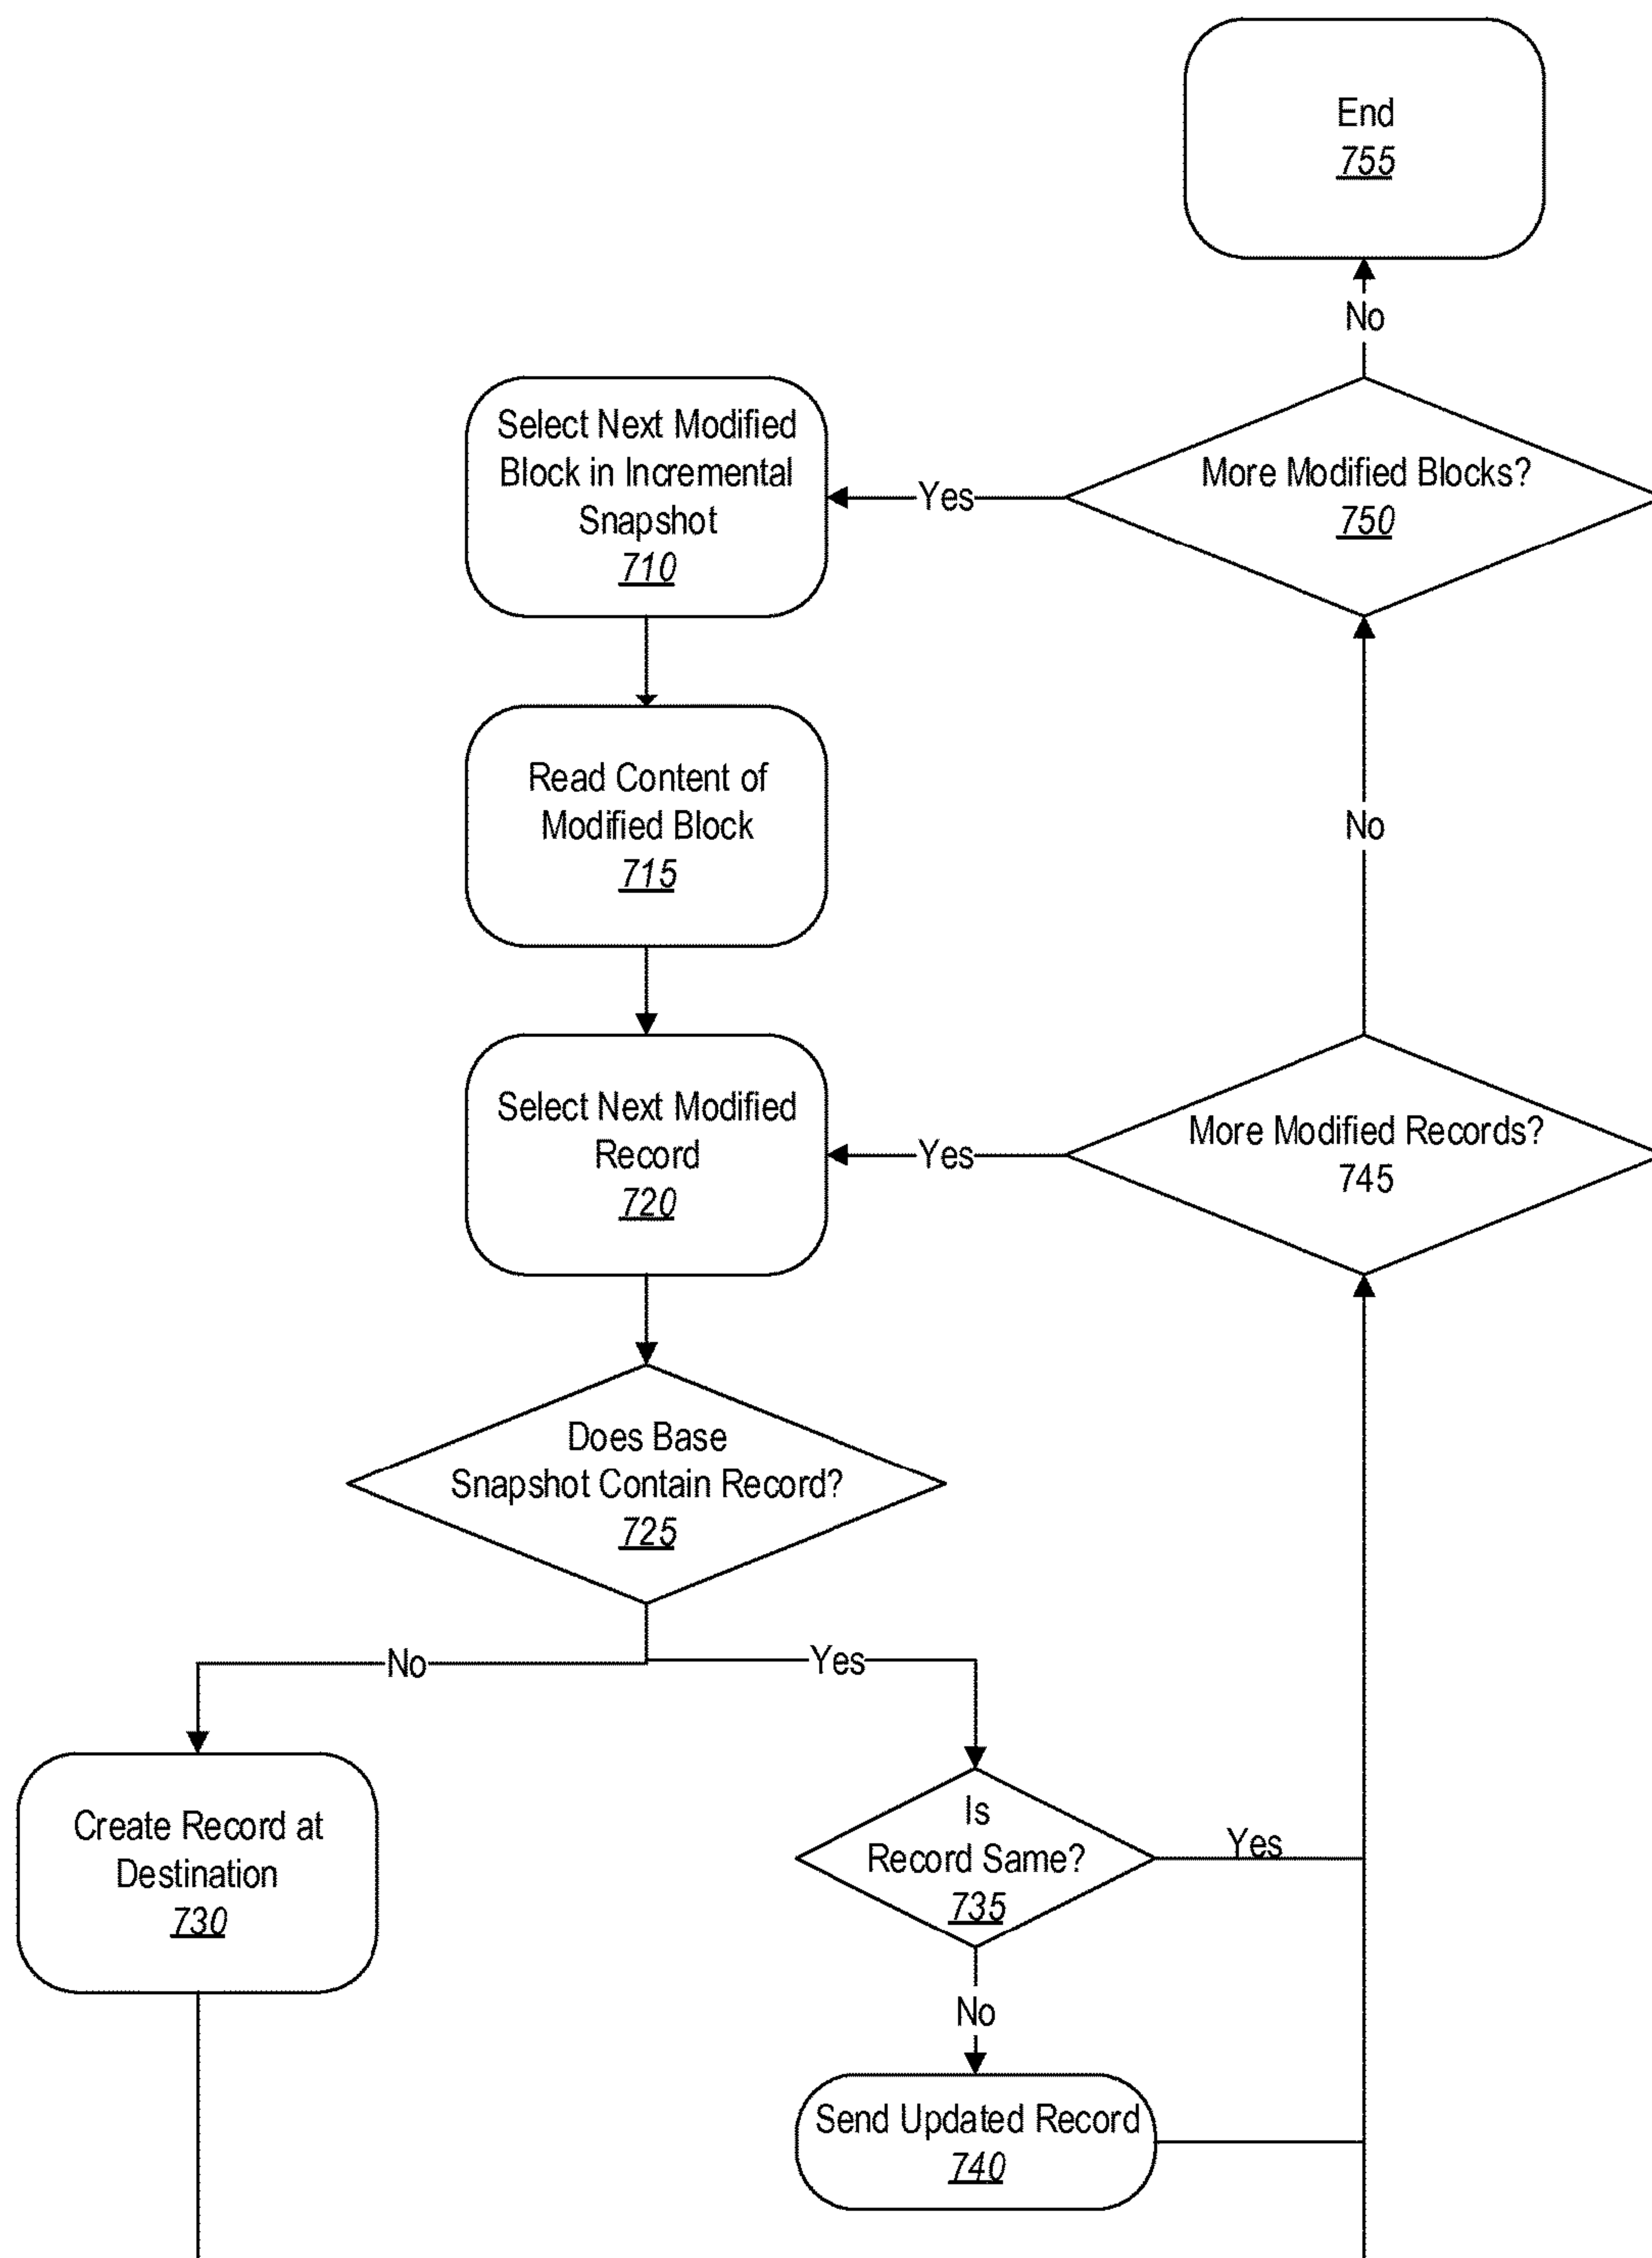 End
755
No
Select Next Modified
Block in Incremental
Snapshot
710
Yes
More Modified Blocks?
750
Read Content of
Modified Block
715
No
Select Next Modified
Record
720
Yes
More Modified Records?
745
Does Base
Snapshot Contain Record?
725
No
Yes
Create Record at
Destination
730
Is
Record Same?
735
Yes
No
Send Updated Record
740